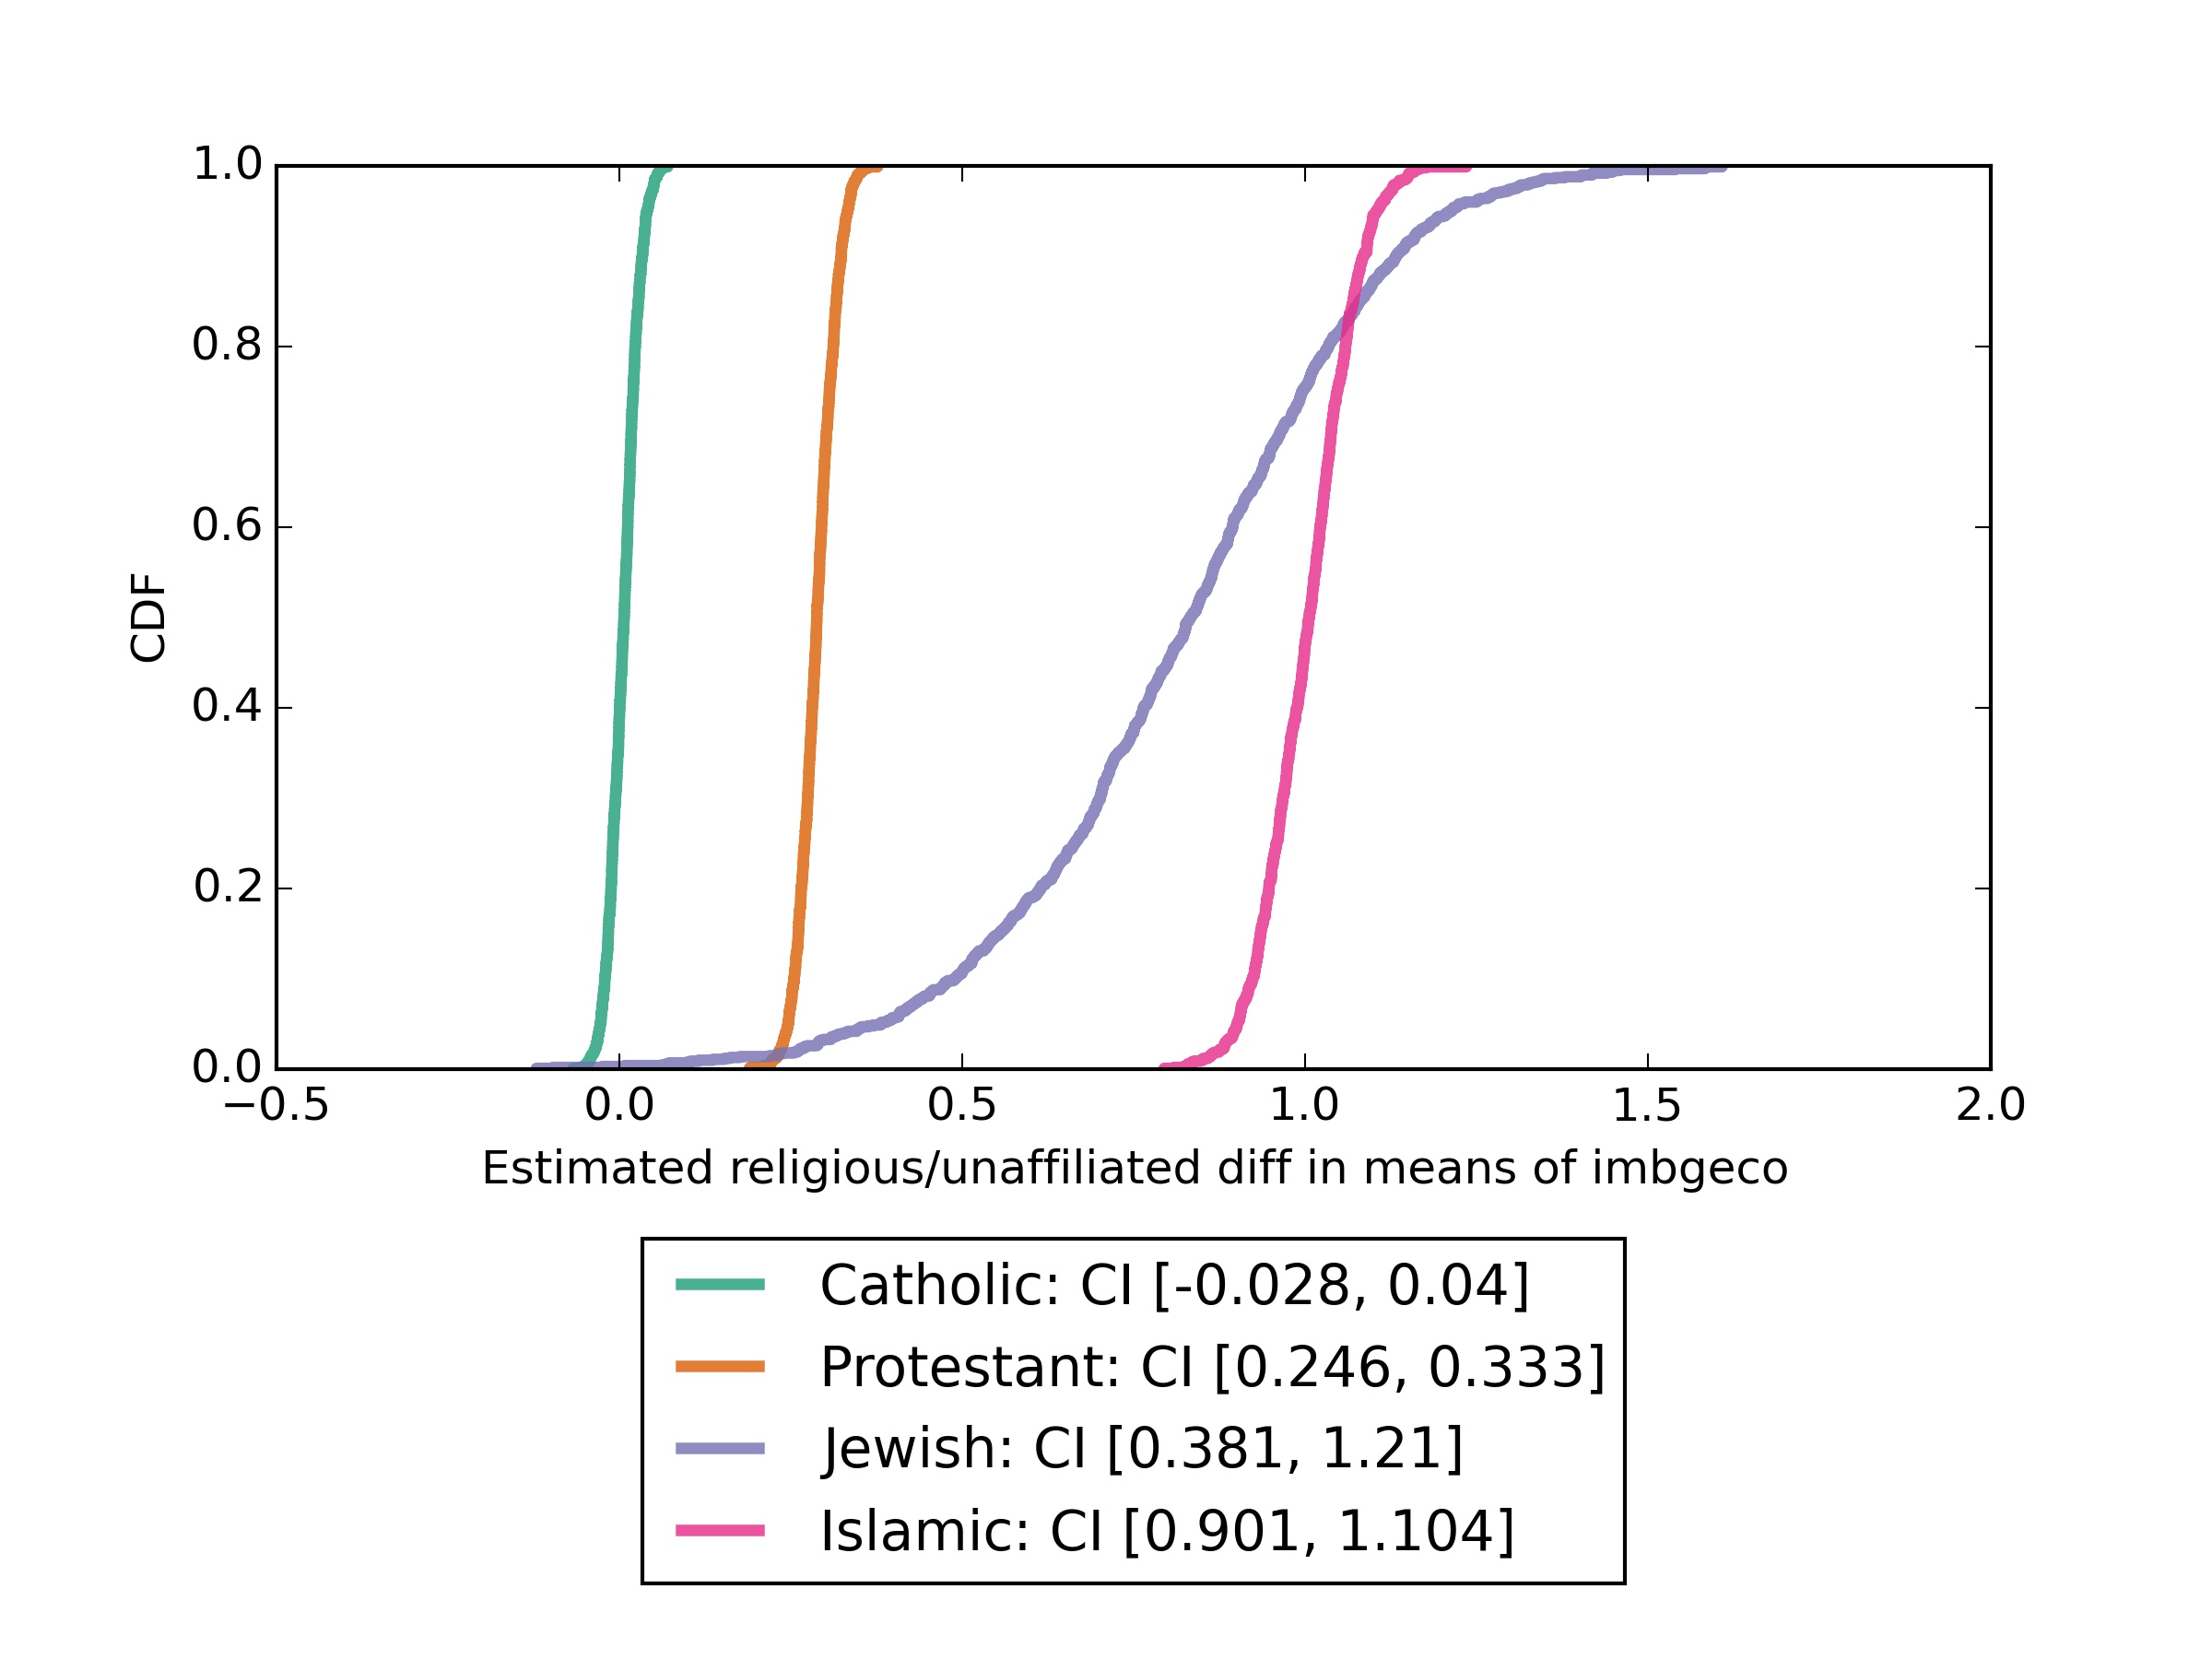 1.0
0.8
0.6
0.4
0.2
0.0
CDF
−0.5 0.0 0.5 1.0 1.5 2.0
Estimated religious/unaffiliated diff in means of imbgeco
Catholic: CI [-0.028, 0.04]
Protestant: CI [0.246, 0.333]
Jewish: CI [0.381, 1.21]
Islamic: CI [0.901, 1.104]